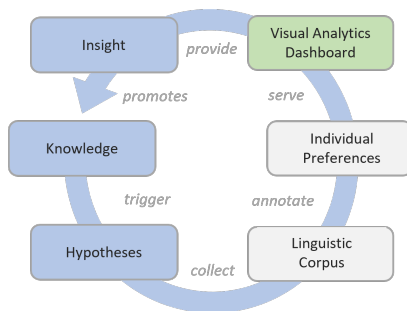 Insight
provide
Visual Analytics
Dashboard
promotes
serve
Knowledge
Individual
Preferences
trigger
annotate
Hypotheses
Linguistic
Corpus
collect